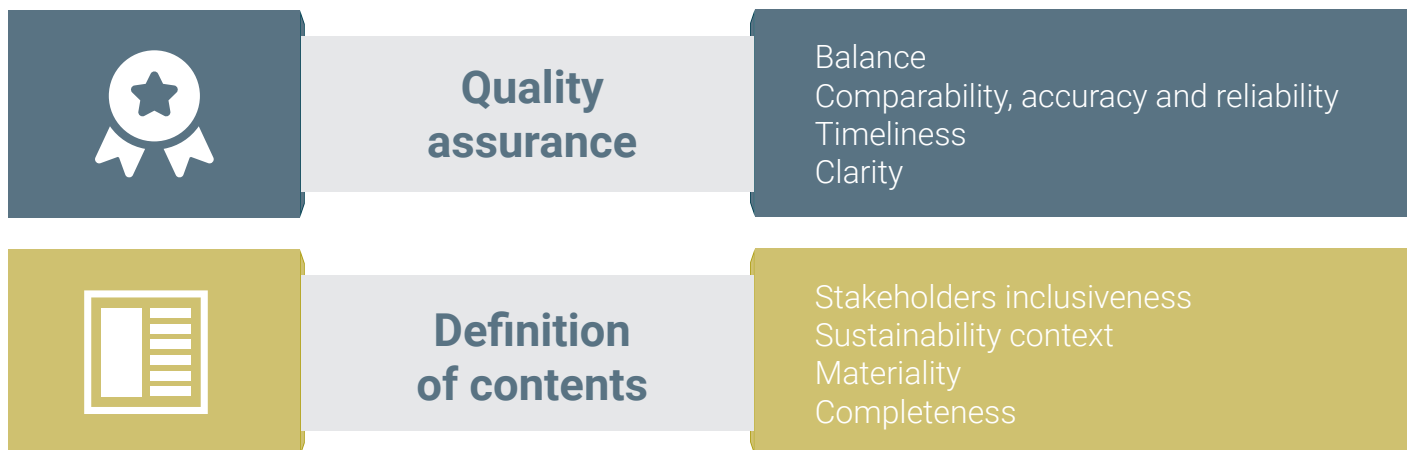 Quality
assurance
Balance
Comparability, accuracy and reliability
Timeliness
Clarity
Definition
of contents
Stakeholders inclusiveness
Sustainability context
Materiality
Completeness